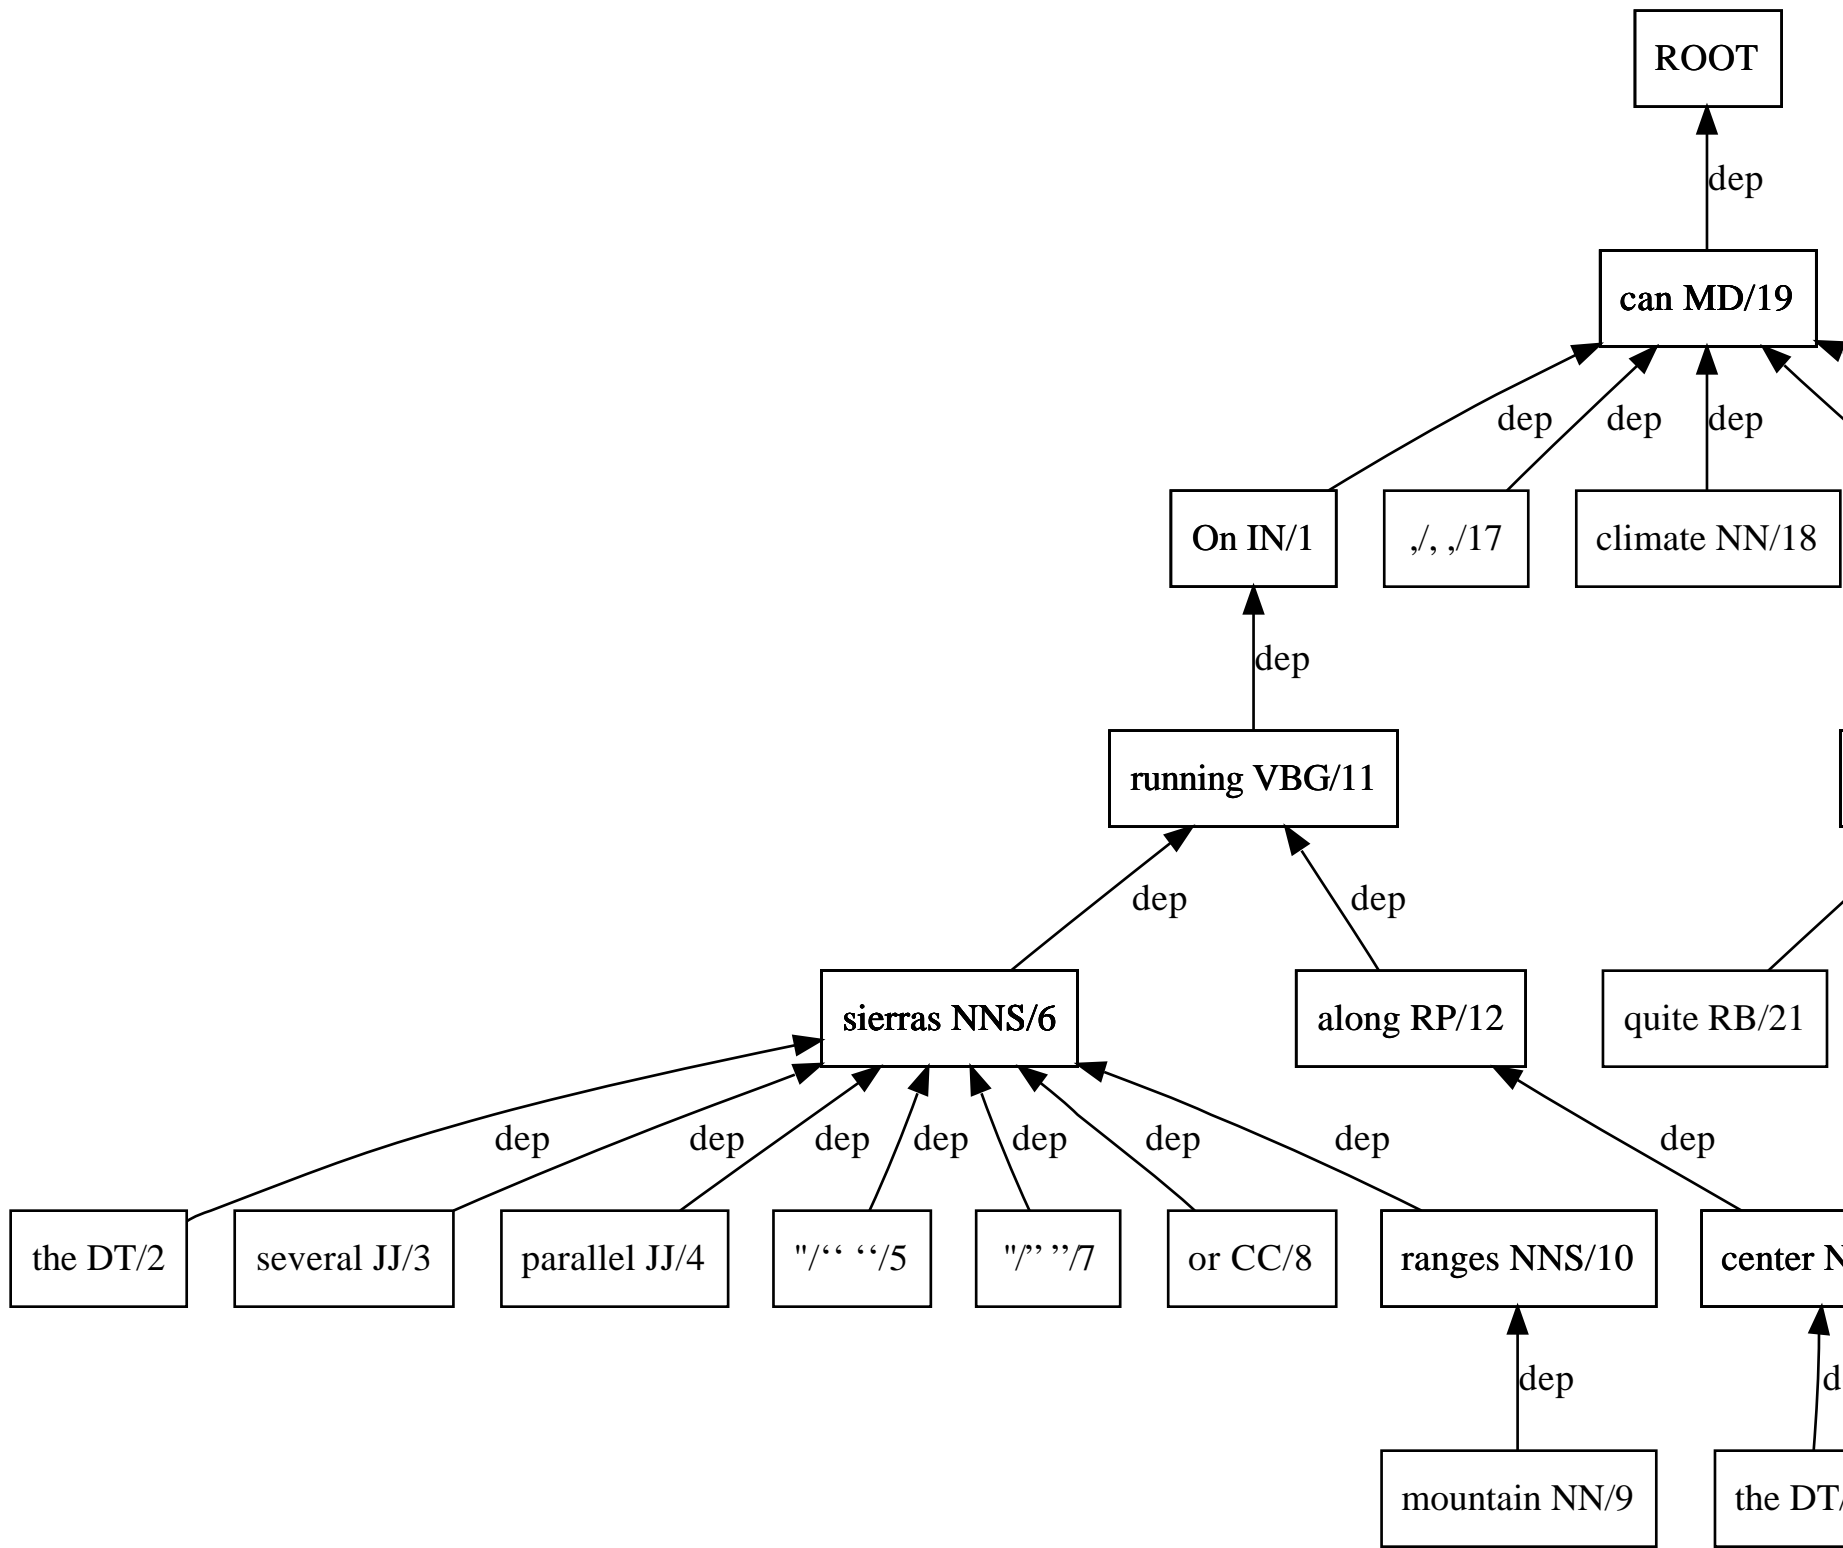 ROOT
dep
can MD/19
dep dep dep
On IN/1 ,/, ,/17 climate NN/18
dep
running VBG/11
dep dep
sierras NNS/6 along RP/12 quite RB/21
dep dep dep dep dep dep dep dep
the DT/2 several JJ/3 parallel JJ/4 "/“ “/5 "/” ”/7 or CC/8 ranges NNS/10 center N
dep d
mountain NN/9 the DT/